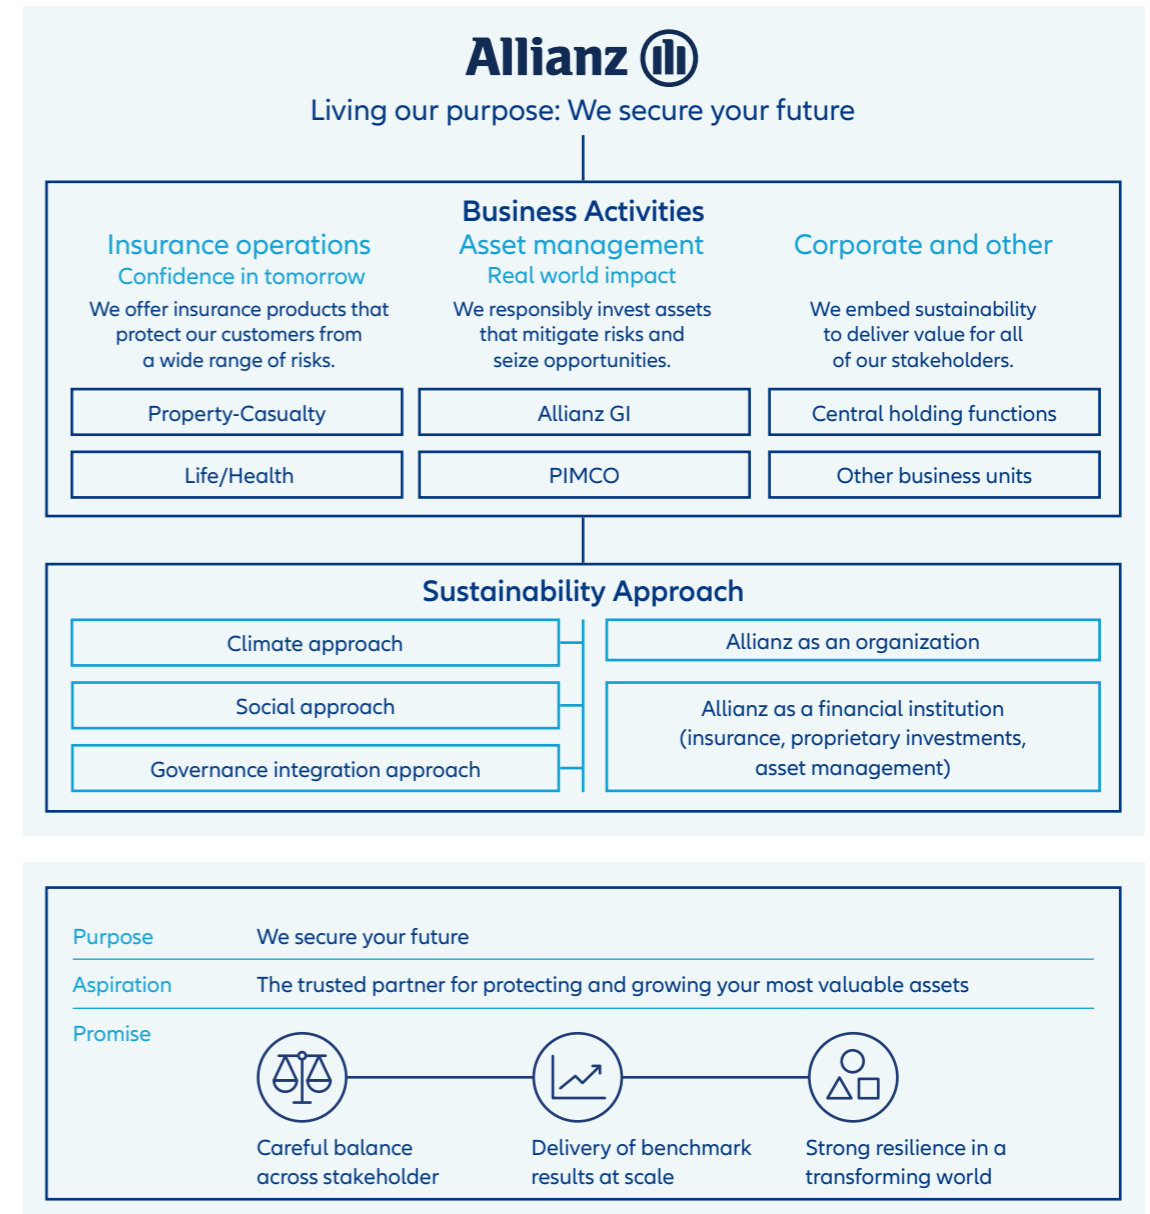 Allianz
Living our purpose: We secure your future
Business Activities
Insurance operations
Confidence in tomorrow
We offer insurance products that
protect our customers from
a wide range of risks.
Property-Casualty
Life/Health
Asset management
Real world impact
We responsibly invest assets
that mitigate risks and
seize opportunities.
Allianz GI
PIMCO
Corporate and other
We embed sustainability
to deliver value for all
of our stakeholders.
Central holding functions
Other business units
Sustainability Approach
Climate approach
Social approach
Governance integration approach
Allianz as an organization
Allianz as a financial institution
(insurance, proprietary investments,
asset management)
Purpose We secure your future
Aspiration The trusted partner for protecting and growing your most valuable assets
Promise
Careful balance
across stakeholder
Delivery of benchmark
results at scale
Strong resilience in a
transforming world